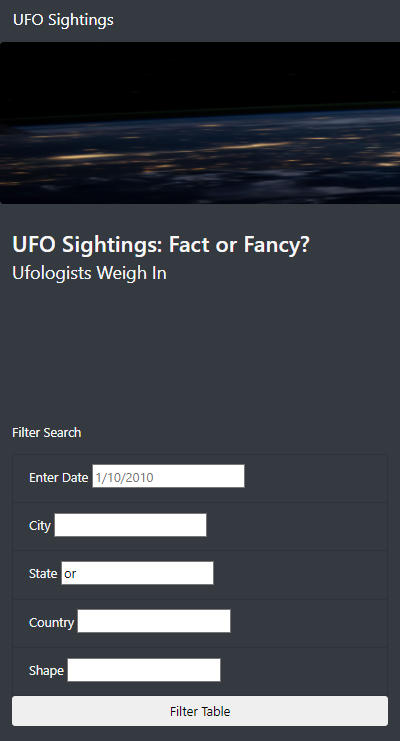 UFO Sightings
UFO Sightings: Fact or Fancy?
Ufologists Weigh In
Filter Search
Enter Date 1/10/2010
City
State or
Country
Shape
Filter Table